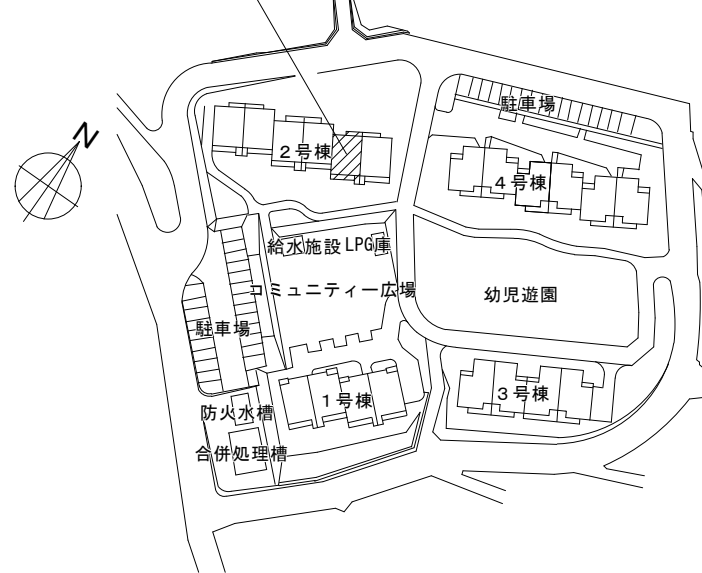 駐車場
N
2号棟
4号棟
給水施設 LPG庫
コミュニティー広場
幼児遊園
駐車場
1号棟
3号棟
防火水槽
合併処理槽